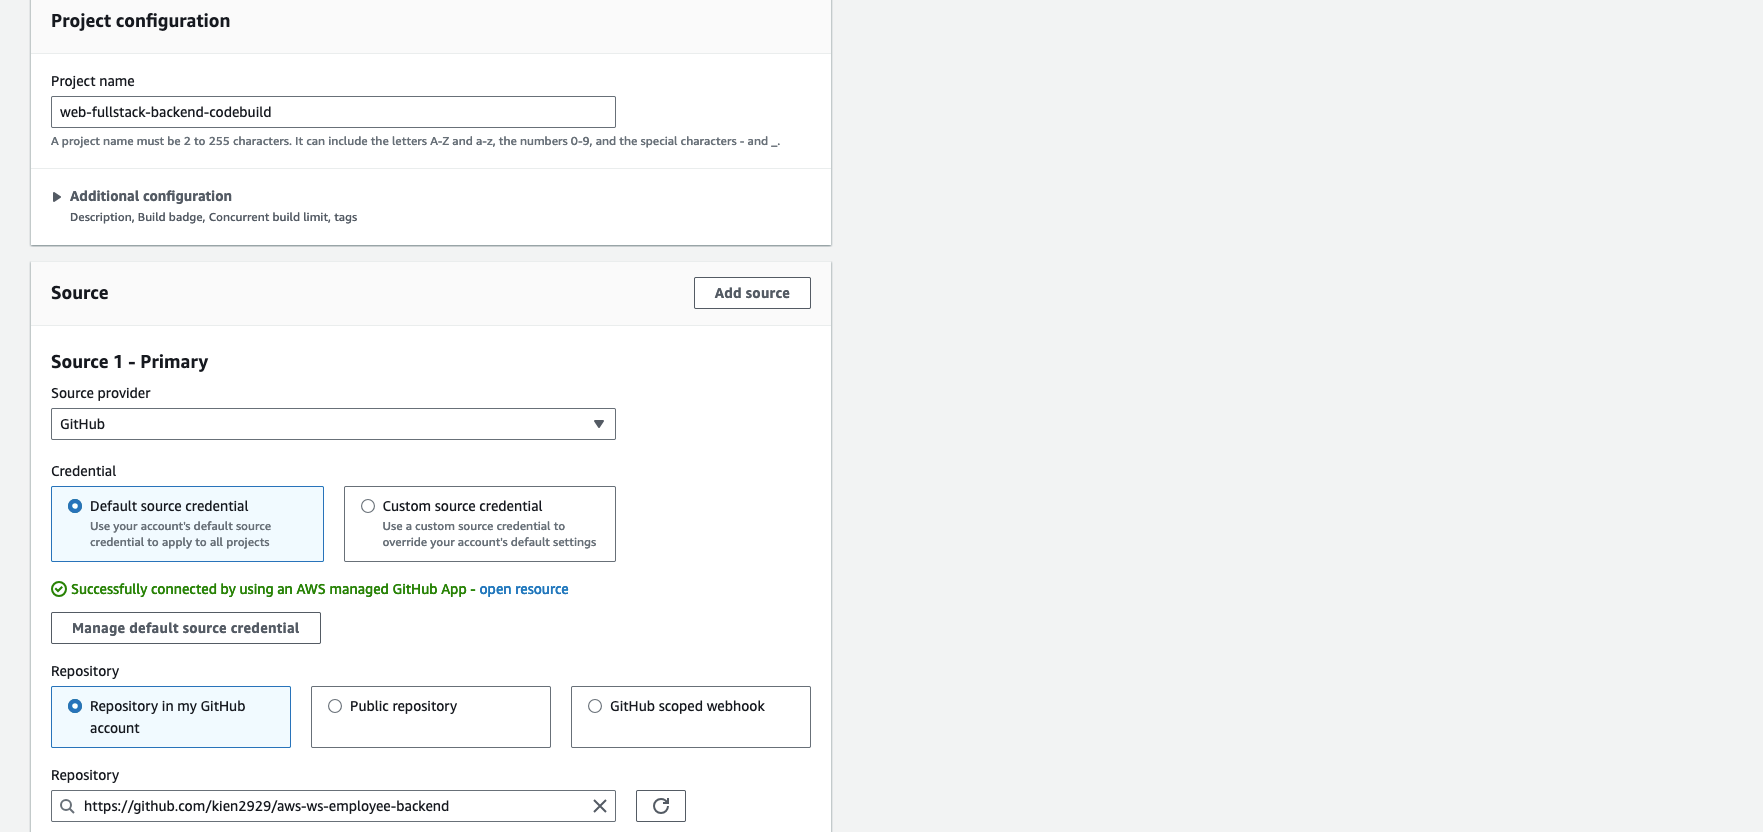 Project configuration
Project name
web-fullstack-backend-codebuild
A project name must be 2 to 255 characters. It can include the letters A-Z and a-z, the numbers 0-9, and the special characters - and _.
Additional configuration
Description, Build badge, Concurrent build limit, tags
Source
Add source
Source 1 - Primary
Source provider
GitHub
Credential
Default source credential
Use your account's default source
credential to apply to all projects
Custom source credential
Use a custom source credential to
override your account's default settings
Successfully connected by using an AWS managed GitHub App - open resource
Manage default source credential
Repository
Repository in my GitHub
account
Public repository
GitHub scoped webhook
Repository
https://github.com/kien2929/aws-ws-employee-backend